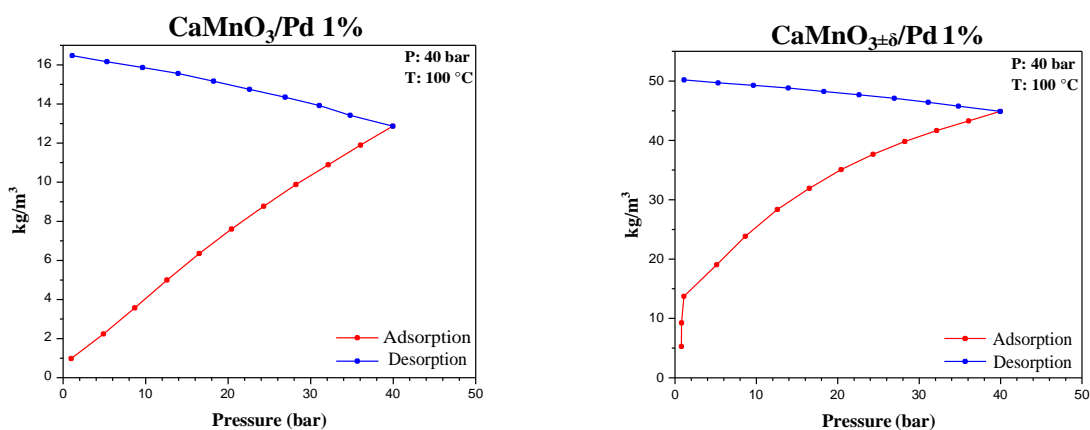 CaMnO₃/Pd 1%
P: 40 bar
T: 100 °C
kg/m³
16
14
12
10
8
6
4
2
0
Adsorption
Desorption
0 10 20 30 40 50
Pressure (bar)
CaMnO₃±δ/Pd 1%
P: 40 bar
T: 100 °C
kg/m³
50
40
30
20
10
0
Adsorption
Desorption
0 10 20 30 40 50
Pressure (bar)